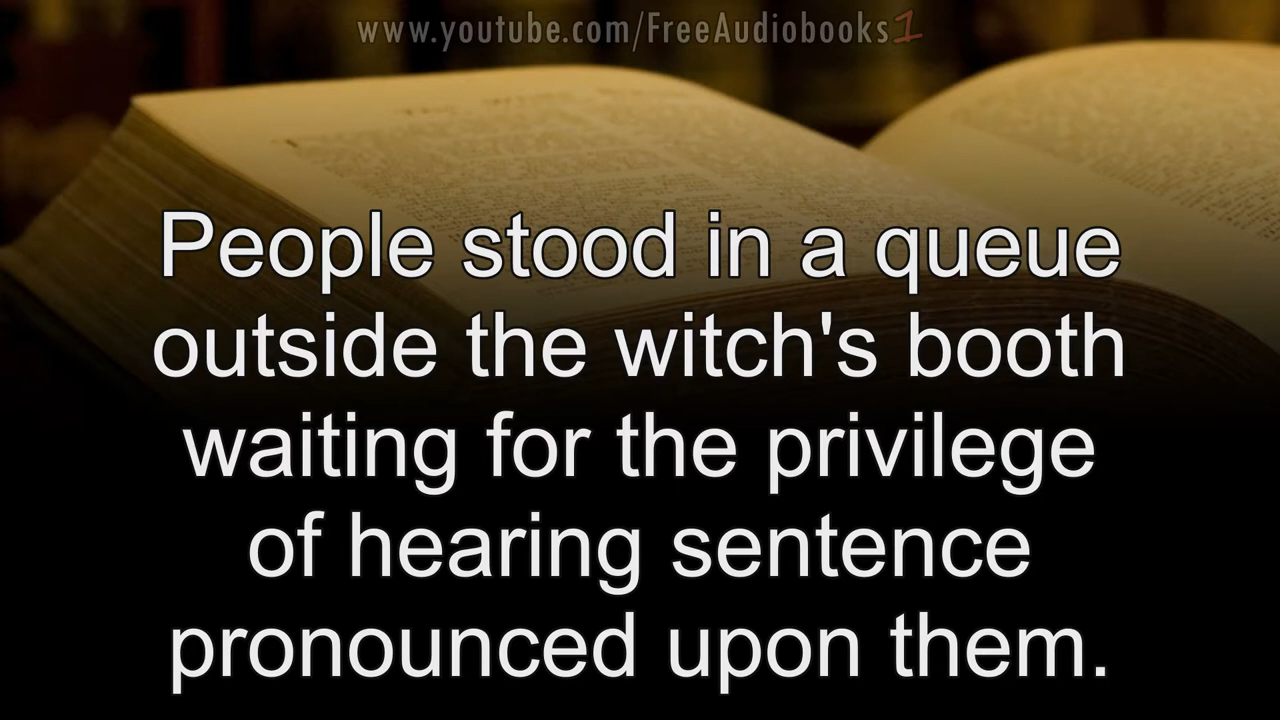 www.youtube.com/FreeAudiobooks1
People stood in a queue
outside the witch's booth
waiting for the privilege
of hearing sentence
pronounced upon them.